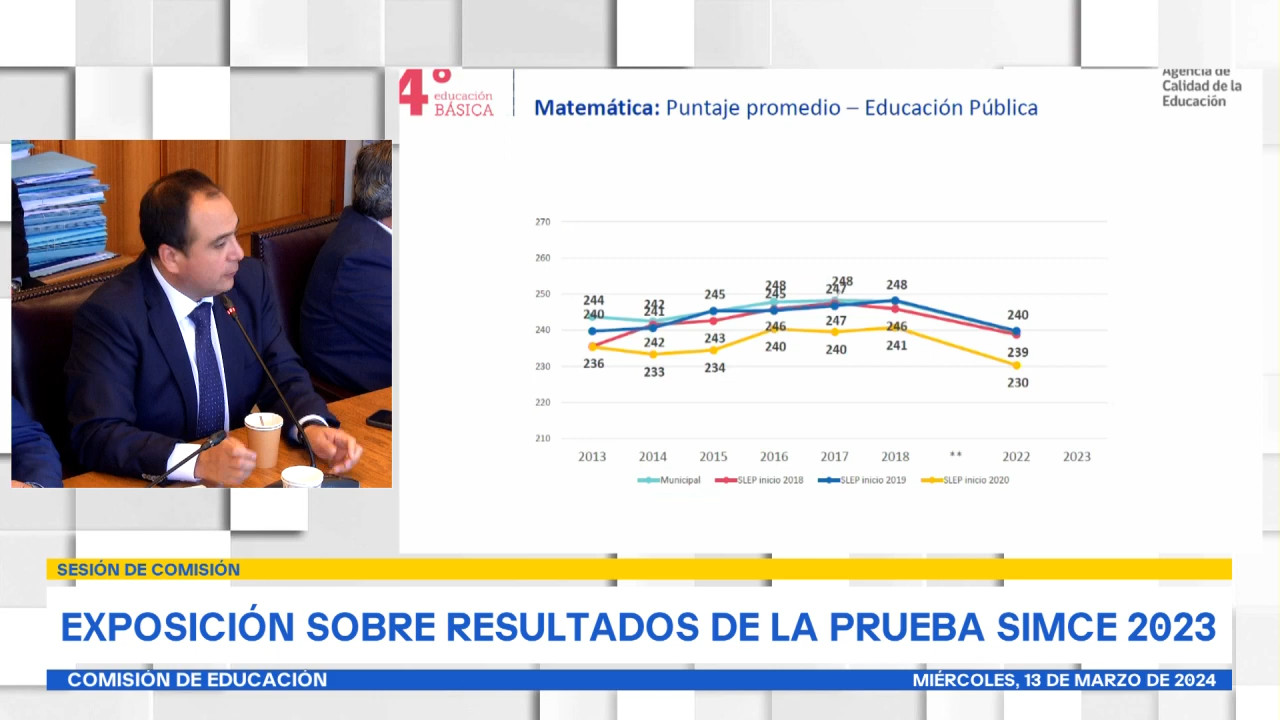 4º
educación
BÁSICA
Matemática: Puntaje promedio – Educación Pública
Agencia de
Calidad de la
Educación
270
260
250
240
230
220
210
244
240
236
242
241
242
233
245
243
234
248
245
246
240
248
247
247
240
248
246
241
240
239
230
2013 2014 2015 2016 2017 2018 ** 2022 2023
Municipal SLEP inicio 2018 SLEP inicio 2019 SLEP inicio 2020
SESIÓN DE COMISIÓN
EXPOSICIÓN SOBRE RESULTADOS DE LA PRUEBA SIMCE 2023
COMISIÓN DE EDUCACIÓN
MIÉRCOLES, 13 DE MARZO DE 2024